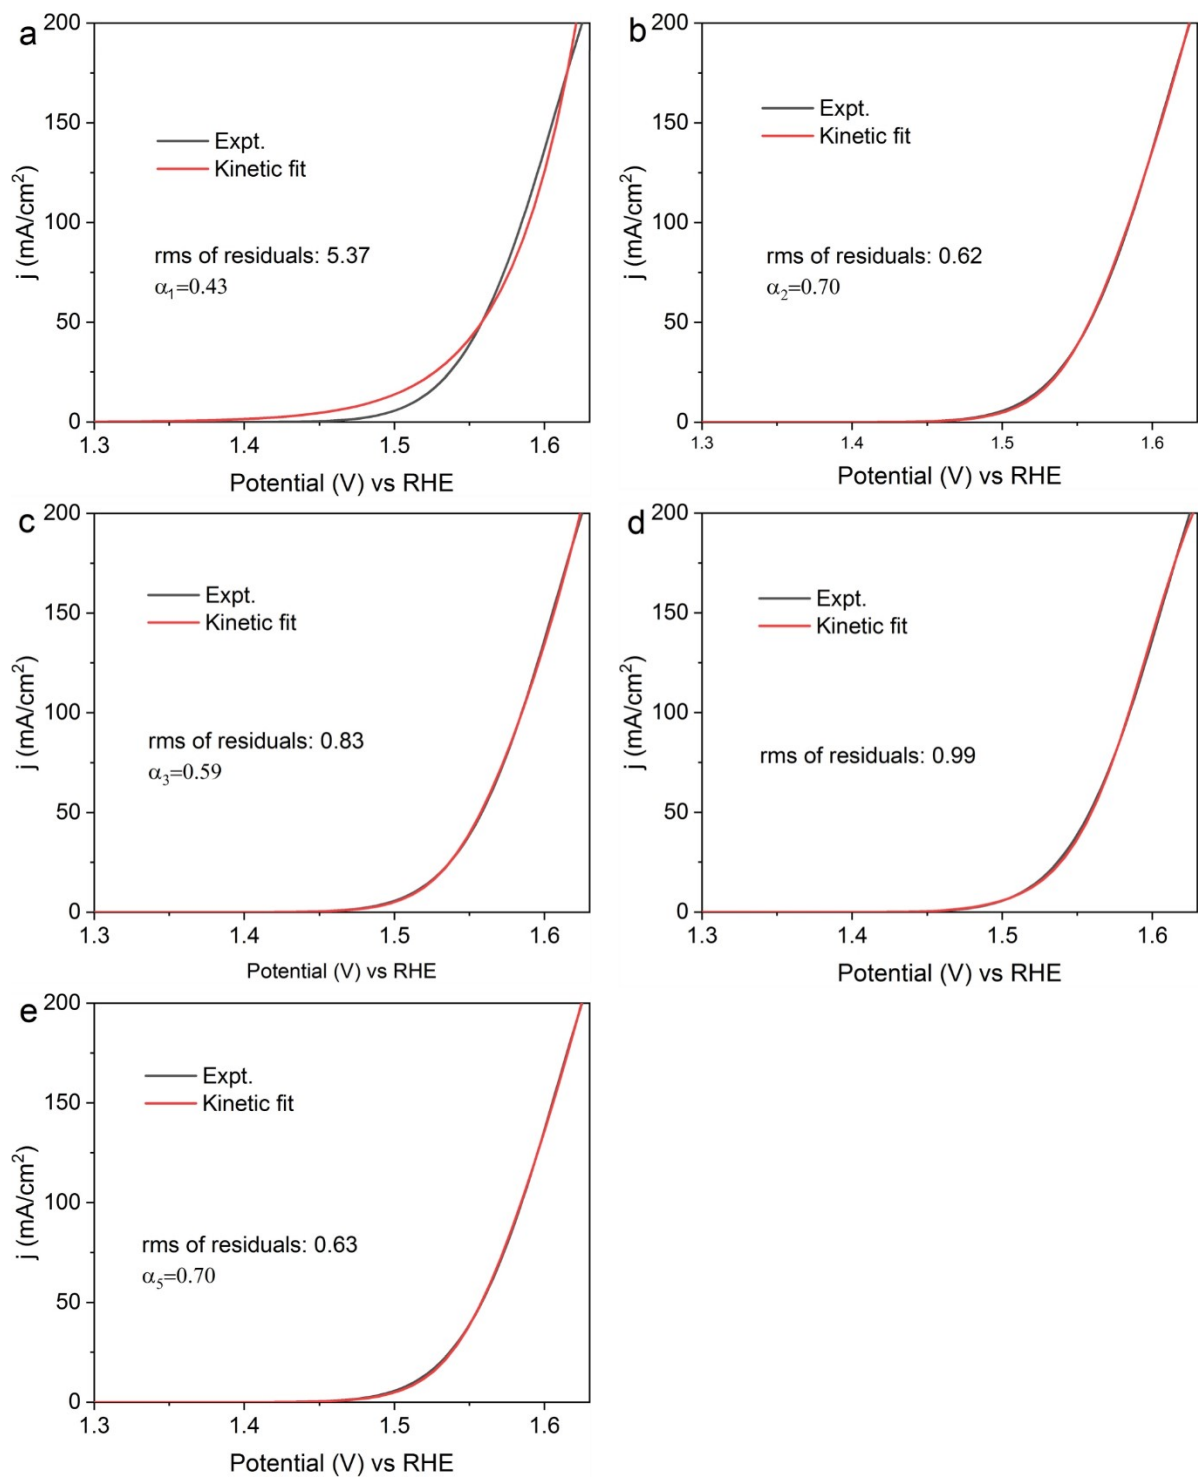 a
200
150
100
50
0
j (mA/cm²)
Expt.
Kinetic fit
rms of residuals: 5.37
α₁=0.43
1.3 1.4 1.5 1.6
Potential (V) vs RHE
b
200
150
100
50
0
j (mA/cm²)
Expt.
Kinetic fit
rms of residuals: 0.62
α₂=0.70
1.3 1.4 1.5 1.6
Potential (V) vs RHE
c
200
150
100
50
0
j (mA/cm²)
Expt.
Kinetic fit
rms of residuals: 0.83
α₃=0.59
1.3 1.4 1.5 1.6
Potential (V) vs RHE
d
200
150
100
50
0
j (mA/cm²)
Expt.
Kinetic fit
rms of residuals: 0.99
1.3 1.4 1.5 1.6
Potential (V) vs RHE
e
200
150
100
50
0
j (mA/cm²)
Expt.
Kinetic fit
rms of residuals: 0.63
α₅=0.70
1.3 1.4 1.5 1.6
Potential (V) vs RHE